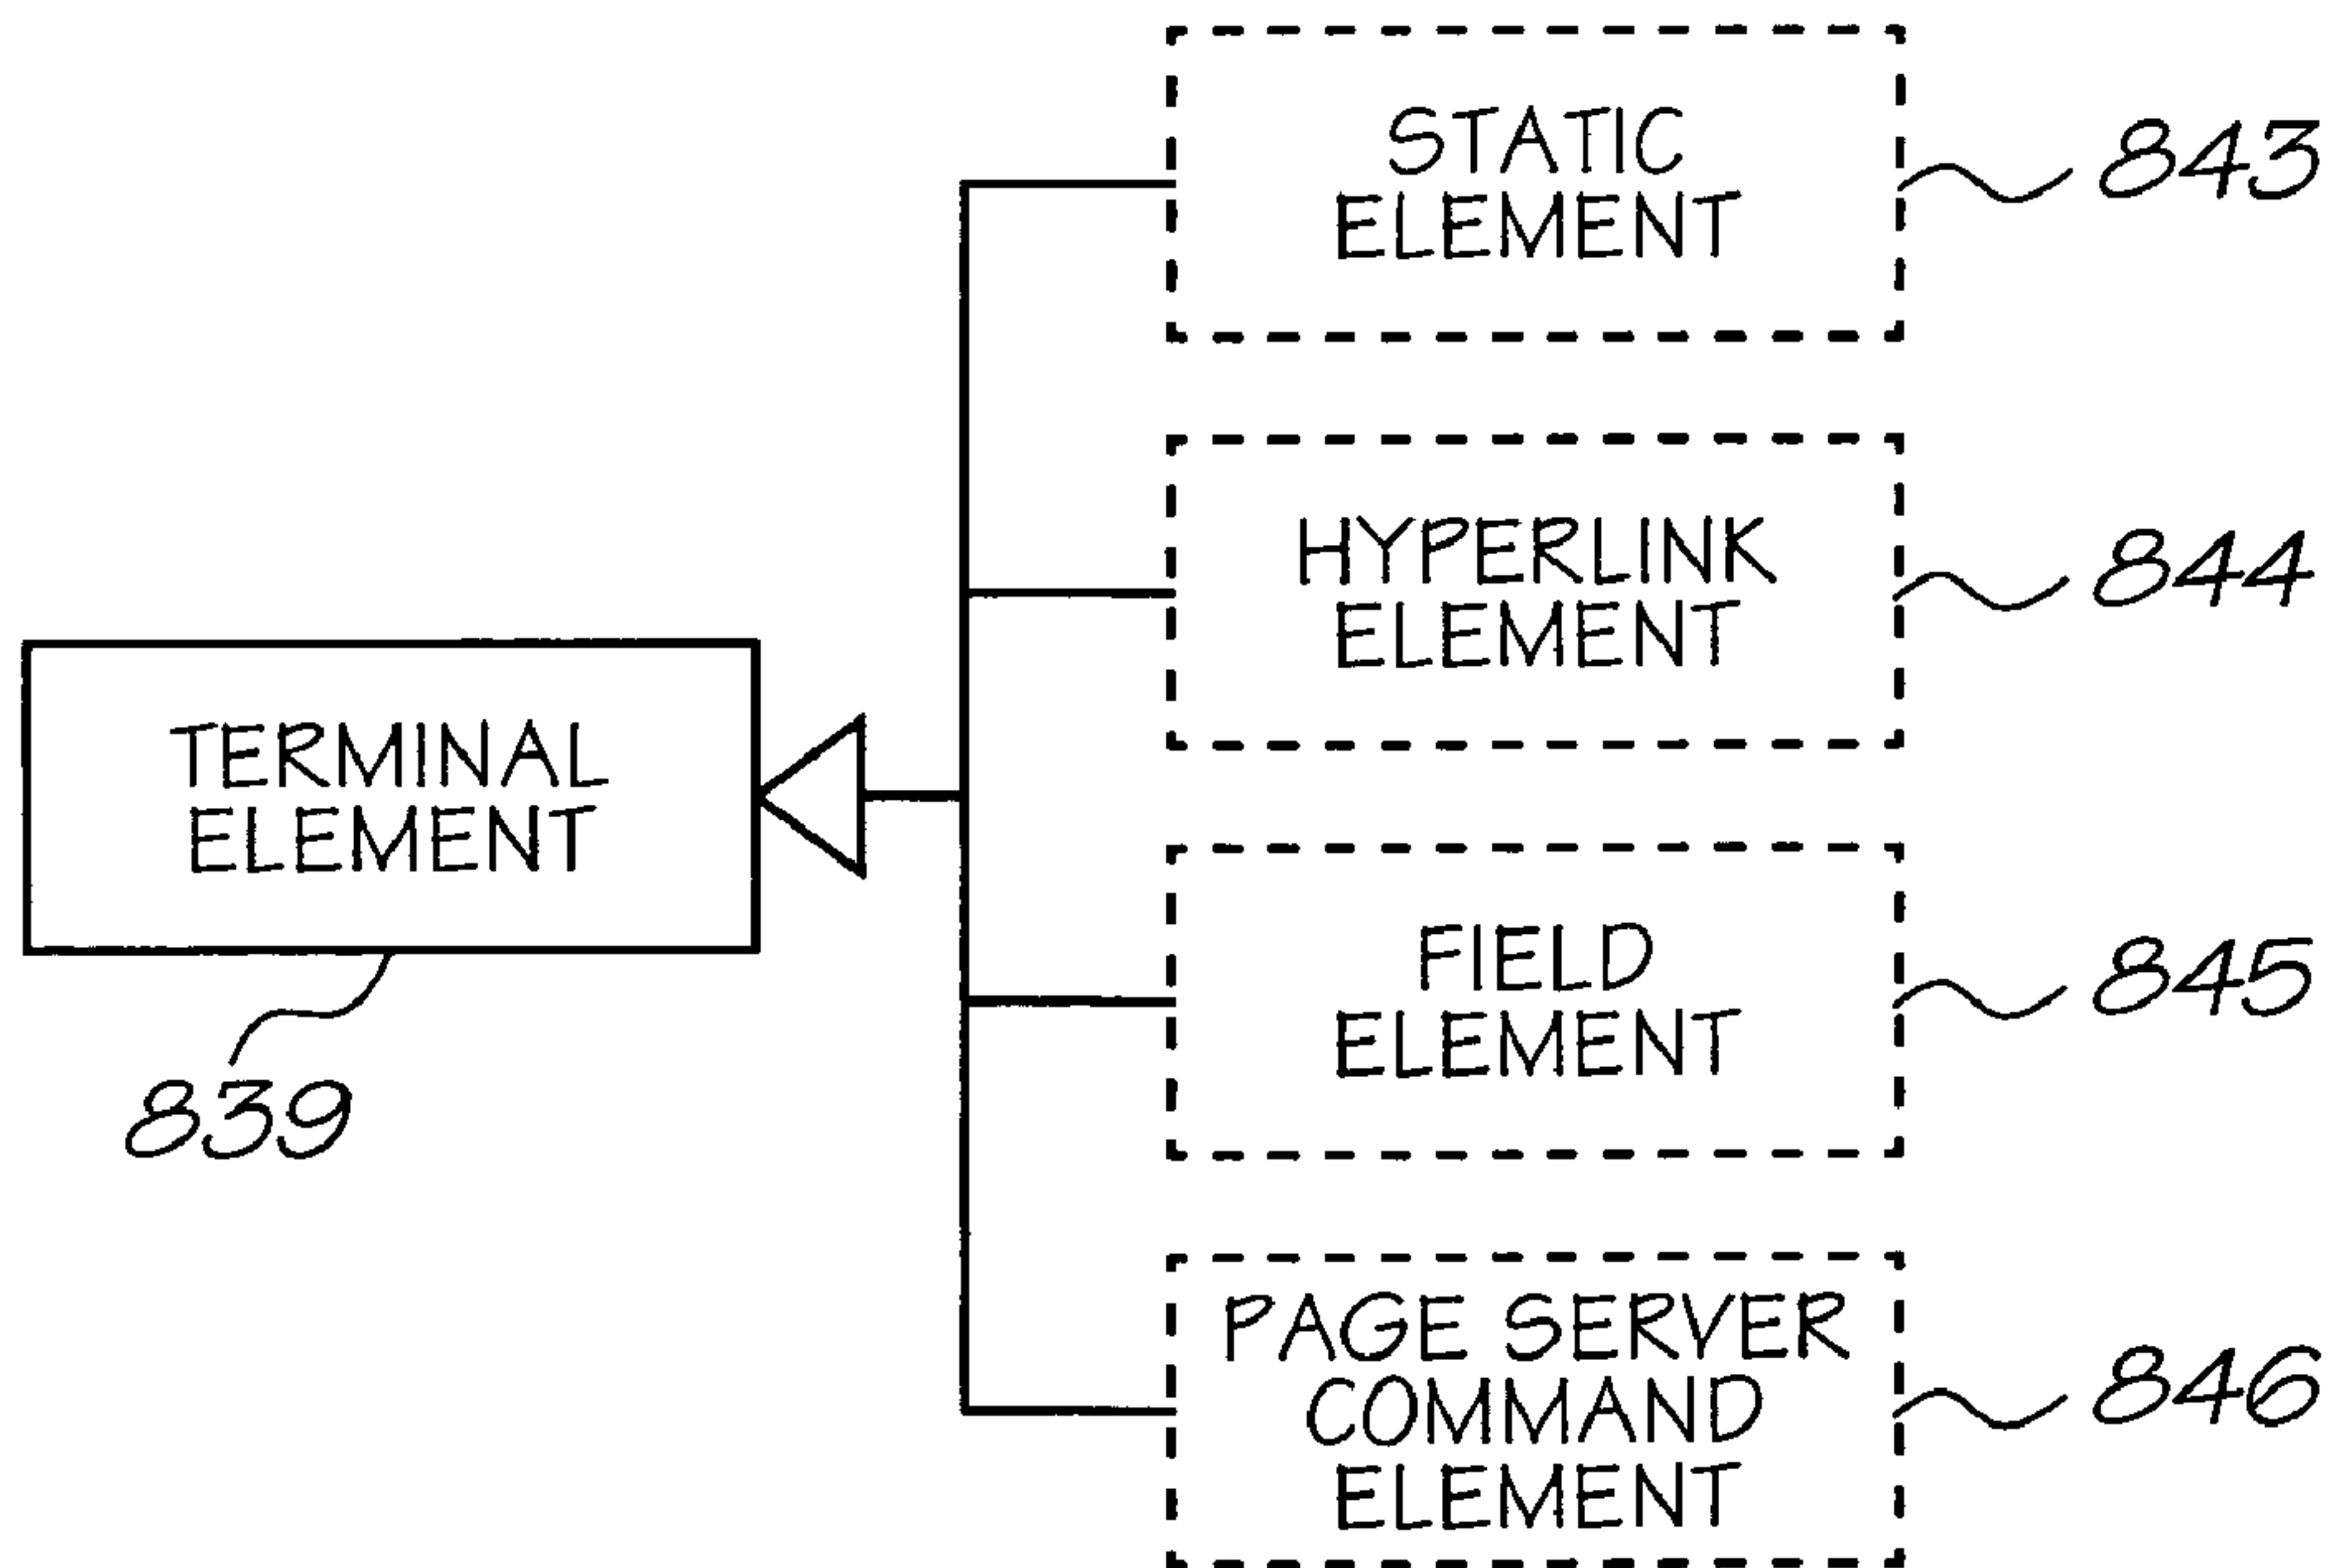 STATIC
ELEMENT
843
HYPERLINK
ELEMENT
844
TERMINAL
ELEMENT
839
FIELD
ELEMENT
845
PAGE SERVER
COMMAND
ELEMENT
846